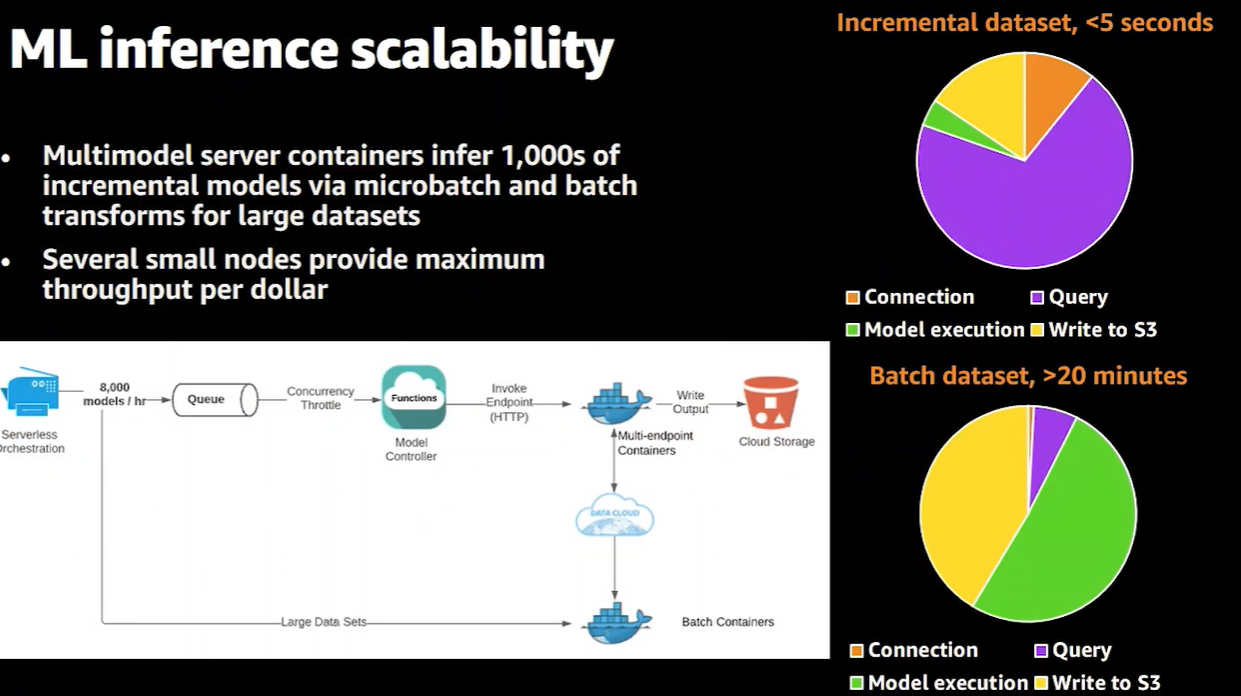 ML inference scalability
• Multimodel server containers infer 1,000s of
incremental models via microbatch and batch
transforms for large datasets
• Several small nodes provide maximum
throughput per dollar
8,000
models / hr
Queue
Concurrency
Throttle
Functions
Invoke
Endpoint
(HTTP)
Write
Output
Serverless
Orchestration
Model
Controller
Multi-endpoint
Containers
Cloud Storage
DATA CLOUD
Large Data Sets
Batch Containers
Incremental dataset, <5 seconds
Connection Query
Model execution Write to S3
Batch dataset, >20 minutes
Connection Query
Model execution Write to S3